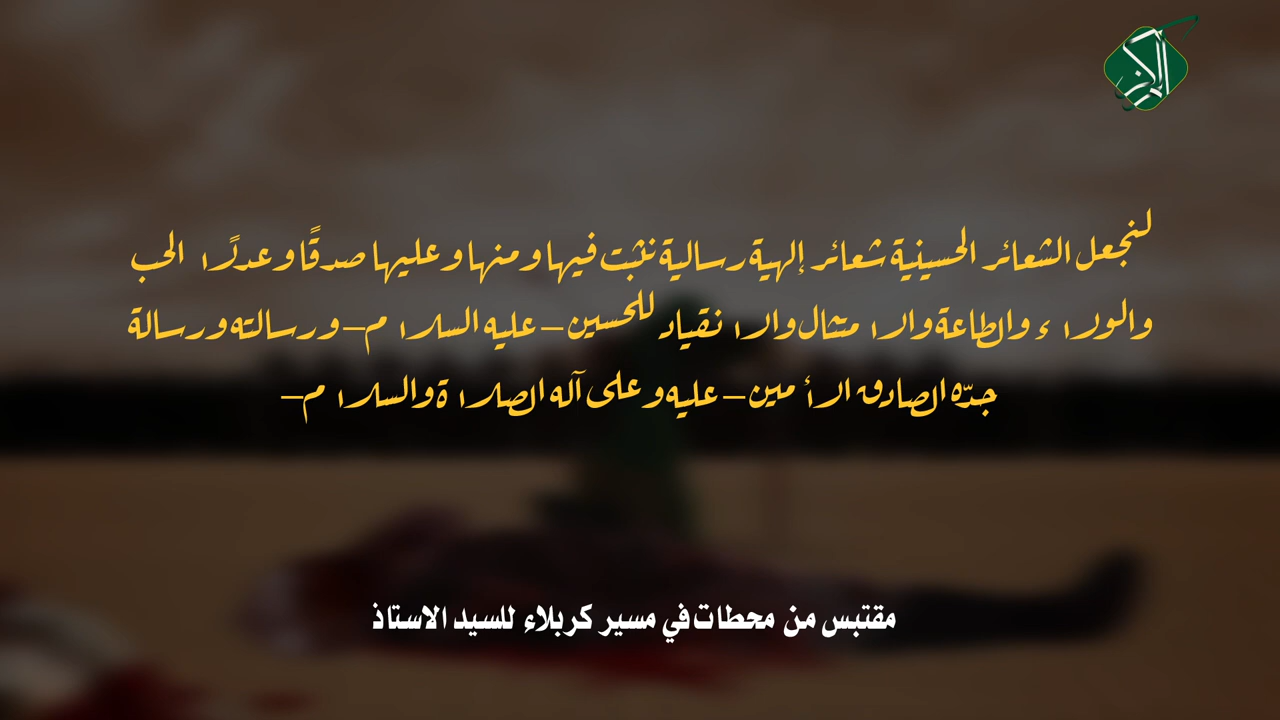 لنجعل الشعائر الحسينية شعائر إلهية رسالية نثبت فيها ومنها وعليها صدقًا وعدلًا الحب
والولاء والطاعة والامتثال والانقياد للحسين – عليه السلام – ورسالته ورسالة
جدّه الصادق الأمين – عليه وعلى آله الصلاة والسلام –
مقتبس من محطات في مسير كربلاء للسيد الاستاذ